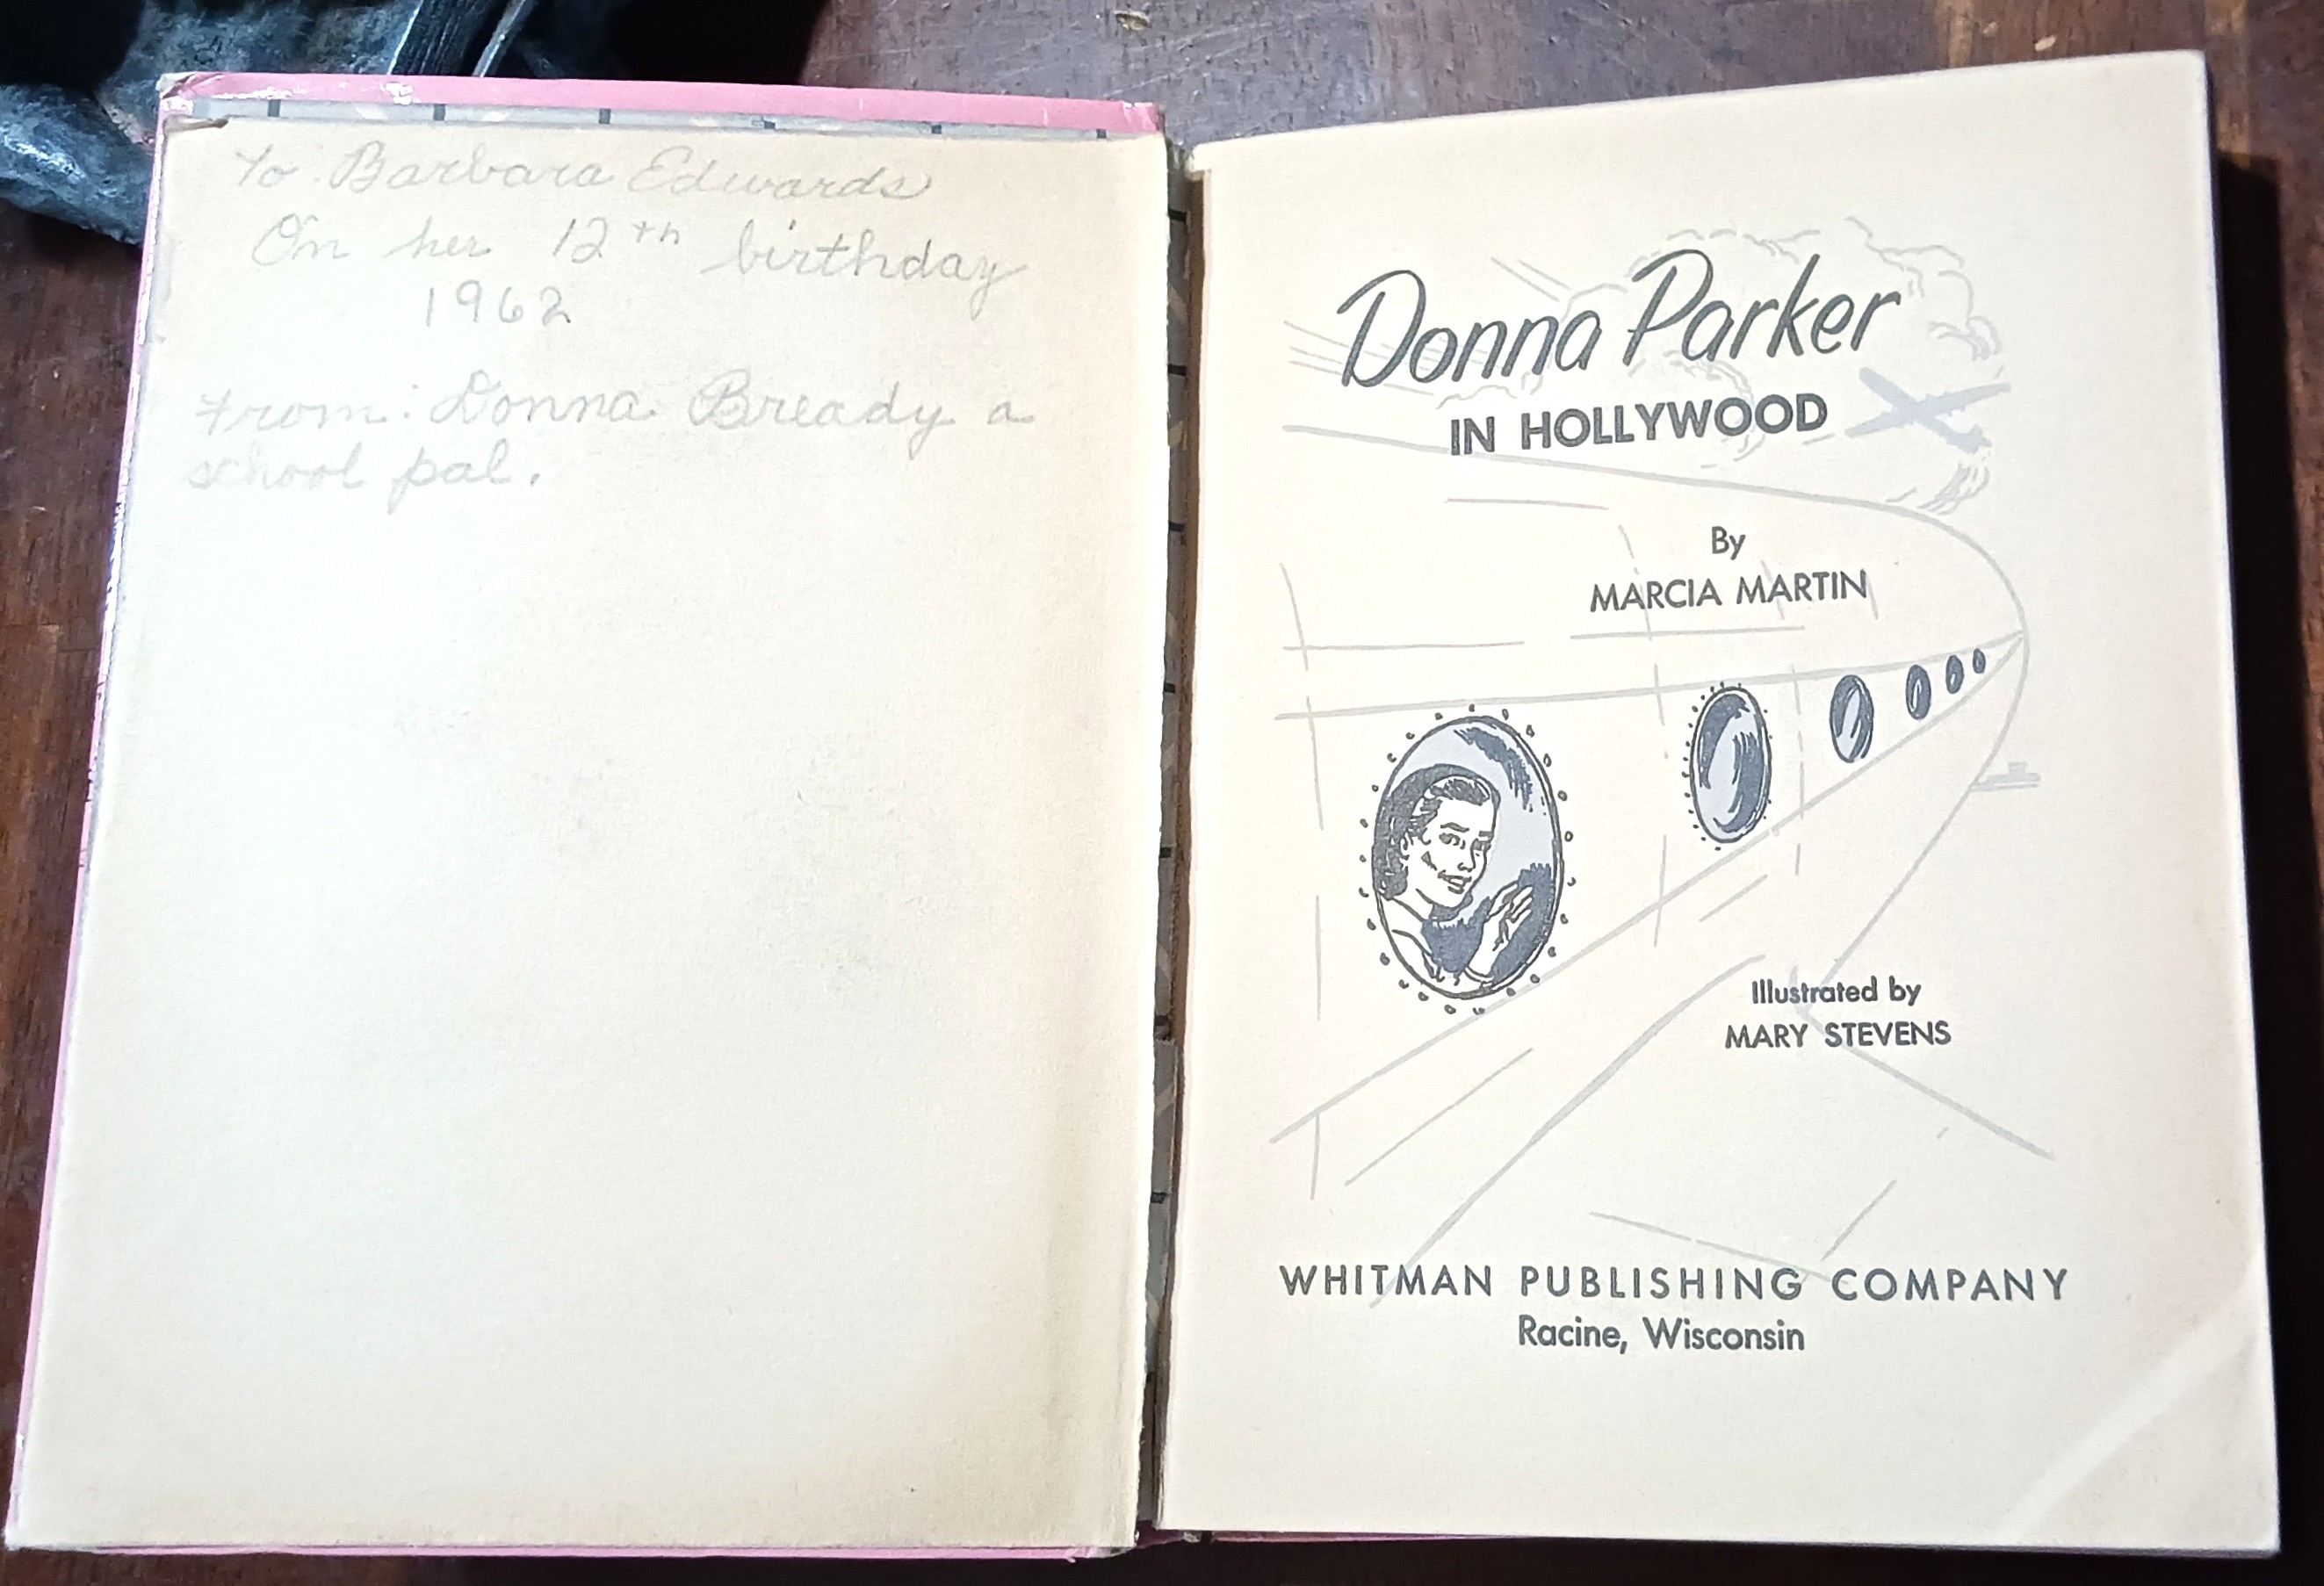 To: Barbara Edwards
On her 12th birthday
1962
From: Donna Bready a
school pal.
Donna Parker
IN HOLLYWOOD
By
MARCIA MARTIN
Illustrated by
MARY STEVENS
WHITMAN PUBLISHING COMPANY
Racine, Wisconsin